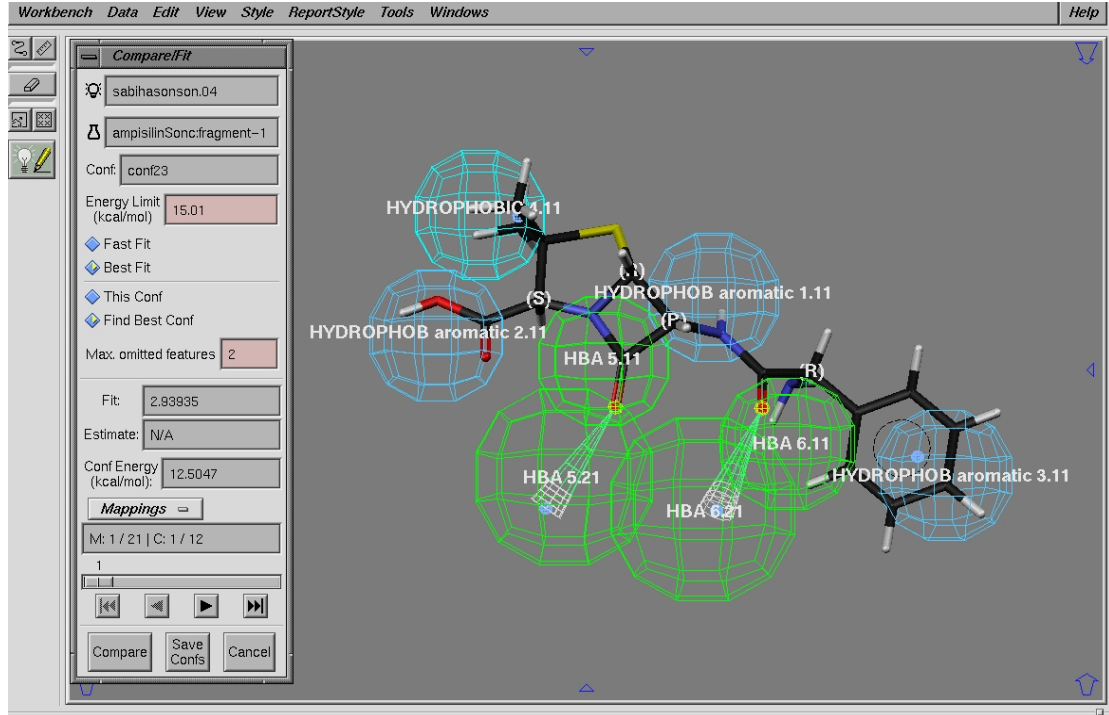 Workbench Data Edit View Style ReportStyle Tools Windows Help
Compare/Fit
sabihasonson.04
ampisilinSonc:fragment-1
Conf: conf23
Energy Limit
(kcal/mol) 15.01
Fast Fit
Best Fit
This Conf
Find Best Conf
Max. omitted features 2
Fit: 2.93935
Estimate: N/A
Conf Energy
(kcal/mol): 12.5047
Mappings
M: 1 / 21 | C: 1 / 12
1
Compare
Save
Confs
Cancel
HYDROPHOBIC 4.11
HYDROPHOB aromatic 1.11
(S)
(P)
HYDROPHOB aromatic 2.11
HBA 5.11
(R)
HBA 6.11
HBA 5.21
HYDROPHOB aromatic 3.11
HBA 6.21